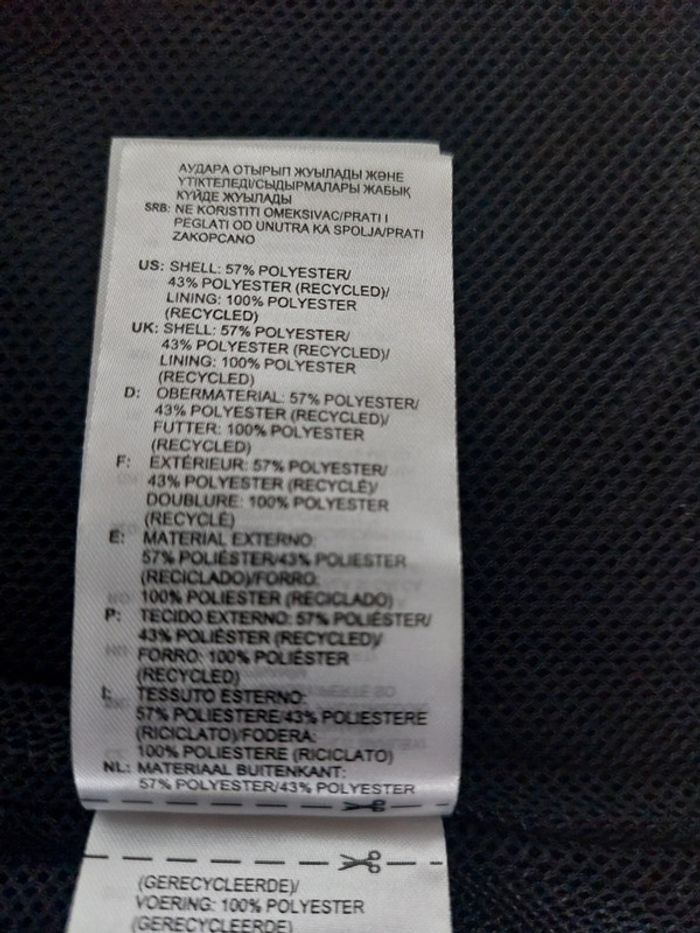 АУДАРА ОТЫРЫП ЖУЫЛАДЫ ЖӘНЕ
ҮТІКТЕЛЕДІ/СЫДЫРМАЛАРЫ ЖАБЫҚ
КҮЙДЕ ЖУЫЛАДЫ
SRB: NE KORISTITI OMEKSIVAC/PRATI I
PEGLATI OD UNUTRA KA SPOLJA/PRATI
ZAKOPCANO
US: SHELL: 57% POLYESTER/
43% POLYESTER (RECYCLED)/
LINING: 100% POLYESTER
(RECYCLED)
UK: SHELL: 57% POLYESTER/
43% POLYESTER (RECYCLED)/
LINING: 100% POLYESTER
(RECYCLED)
D: OBERMATERIAL: 57% POLYESTER/
43% POLYESTER (RECYCLED)/
FUTTER: 100% POLYESTER
(RECYCLED)
F: EXTÉRIEUR: 57% POLYESTER/
43% POLYESTER (RECYCLÉ)/
DOUBLURE: 100% POLYESTER
(RECYCLÉ)
E: MATERIAL EXTERNO:
57% POLIÉSTER/43% POLIESTER
(RECICLADO)/FORRO:
100% POLIESTER (RECICLADO)
P: TECIDO EXTERNO: 57% POLIÉSTER/
43% POLIÉSTER (RECYCLED)/
FORRO: 100% POLIÉSTER
(RECYCLED)
I: TESSUTO ESTERNO:
57% POLIESTERE/43% POLIESTERE
(RICICLATO)/FODERA:
100% POLIESTERE (RICICLATO)
NL: MATERIAAL BUITENKANT:
57% POLYESTER/43% POLYESTER
(GERECYCLEERDE)/
VOERING: 100% POLYESTER
(GERECYCLEERDE)